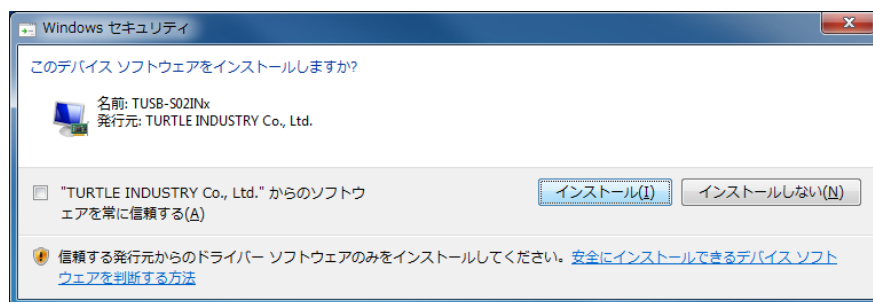 Windows セキュリティ
このデバイス ソフトウェアをインストールしますか?
名前: TUSB-S02INx
発行元: TURTLE INDUSTRY Co., Ltd.
"TURTLE INDUSTRY Co., Ltd." からのソフトウ
ェアを常に信頼する(A)
インストール(I)
インストールしない(N)
信頼する発行元からのドライバー ソフトウェアのみをインストールしてください。安全にインストールできるデバイス ソフト
ウェアを判断する方法